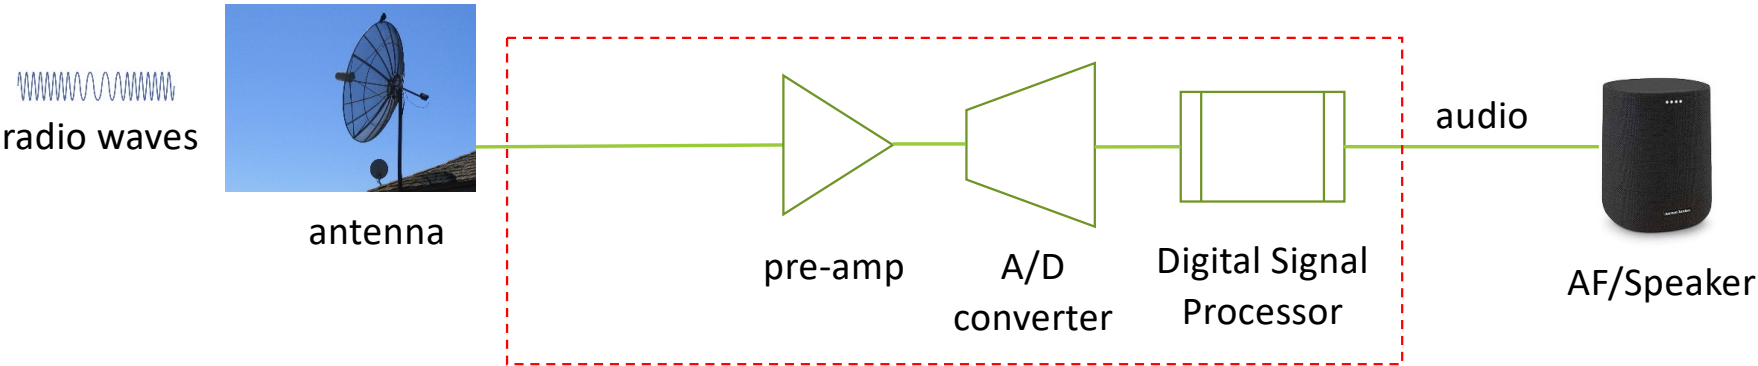 radio waves
antenna
pre-amp
A/D
converter
Digital Signal
Processor
audio
AF/Speaker